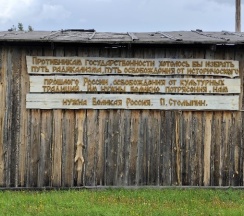 Противникам государственности хотелось бы избрать
путь радикализма, путь освобождения от исторического
прошлого России, освобождения от культурных
традиций. Им нужны великие потрясения, нам
нужна Великая Россия. П. Столыпин.